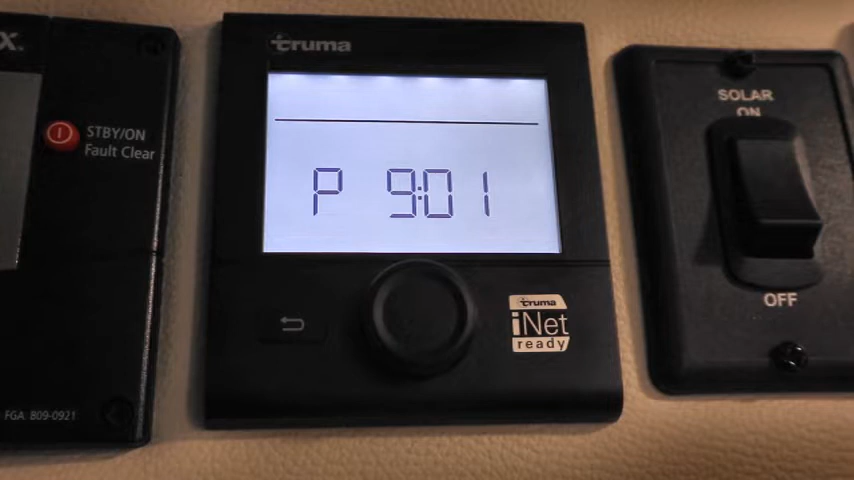 X.
STBY/ON
Fault Clear
FGA 809-0921
truma
P 9:01
truma
iNet
ready
SOLAR
ON
OFF